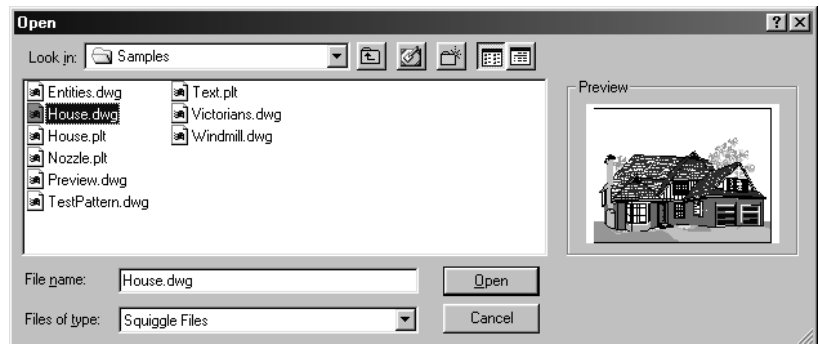 Open
Look in: Samples
Entities.dwg
House.dwg
House.plt
Nozzle.plt
Preview.dwg
TestPattern.dwg
Text.plt
Victorians.dwg
Windmill.dwg
Preview
File name: House.dwg Open
Files of type: Squiggle Files Cancel